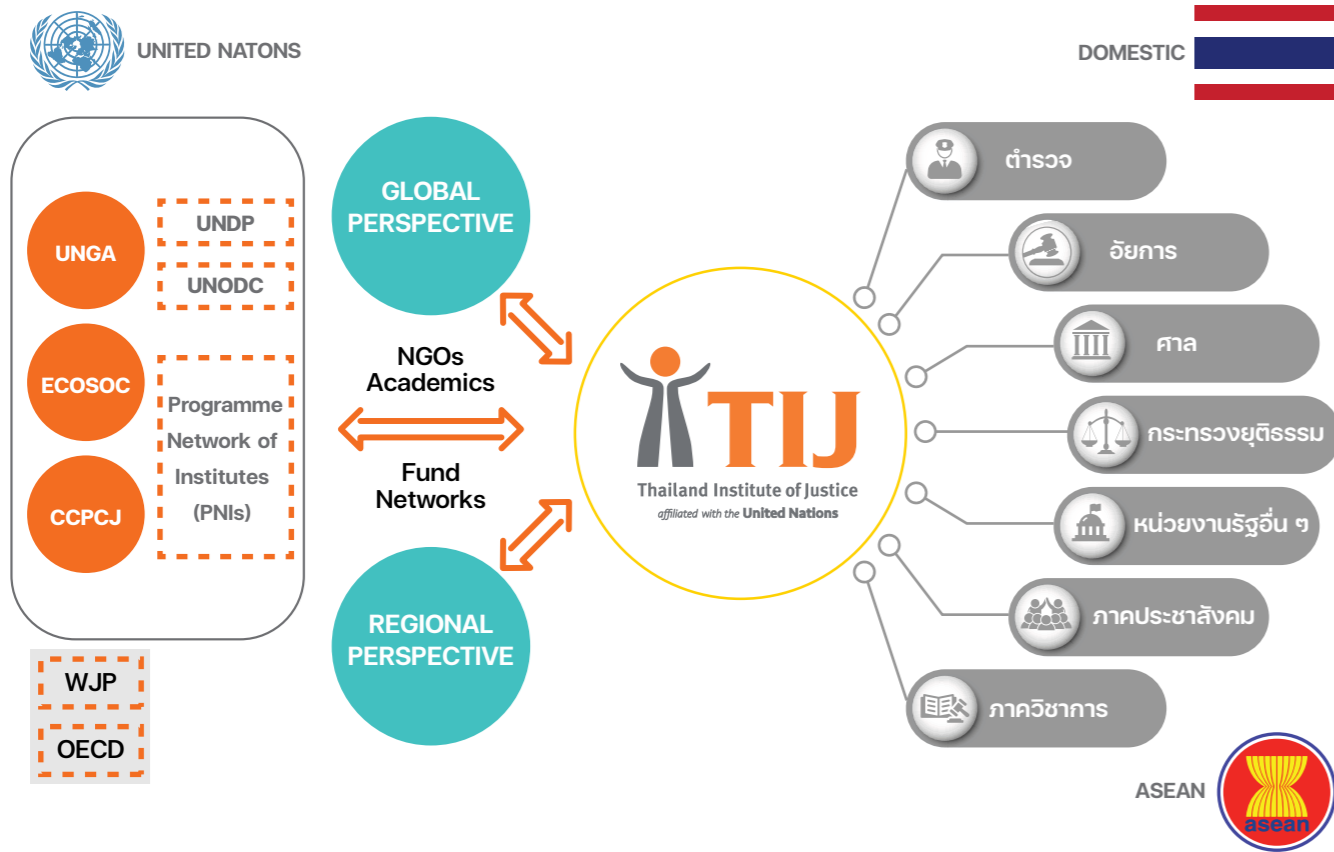 UNITED NATONS
DOMESTIC
UNGA
ECOSOC
CCPCJ
UNDP
UNODC
Programme
Network of
Institutes
(PNIs)
WJP
OECD
GLOBAL
PERSPECTIVE
NGOs
Academics
Fund
Networks
REGIONAL
PERSPECTIVE
TIJ
Thailand Institute of Justice
affiliated with the United Nations
ตำรวจ
อัยการ
ศาล
กระทรวงยุติธรรม
หน่วยงานรัฐอื่น ๆ
ภาคประชาสังคม
ภาควิชาการ
ASEAN
asean